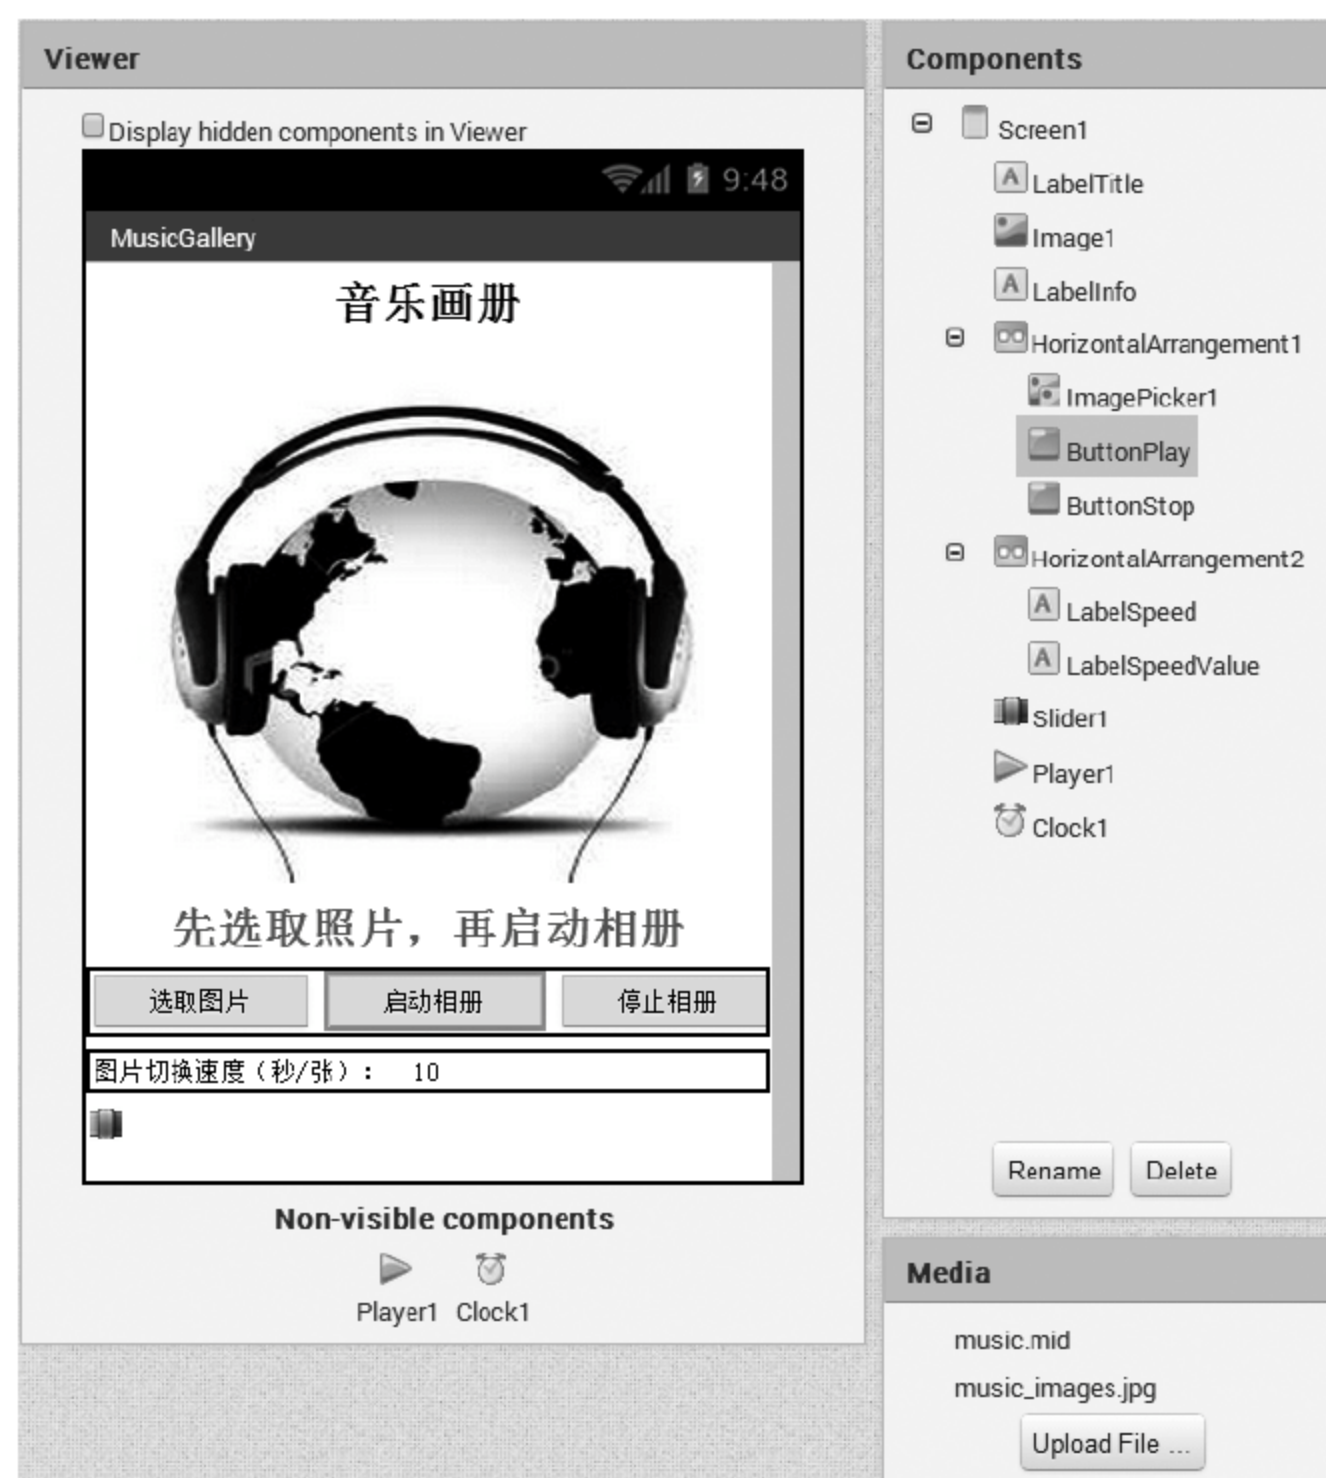 Viewer
Display hidden components in Viewer
9:48
MusicGallery
音乐画册
先选取照片，再启动相册
选取图片
启动相册
停止相册
图片切换速度（秒/张）： 10
Non-visible components
Player1 Clock1
Components
Screen1
LabelTitle
Image1
LabelInfo
HorizontalArrangement1
ImagePicker1
ButtonPlay
ButtonStop
HorizontalArrangement2
LabelSpeed
LabelSpeedValue
Slider1
Player1
Clock1
Rename Delete
Media
music.mid
music_images.jpg
Upload File ...